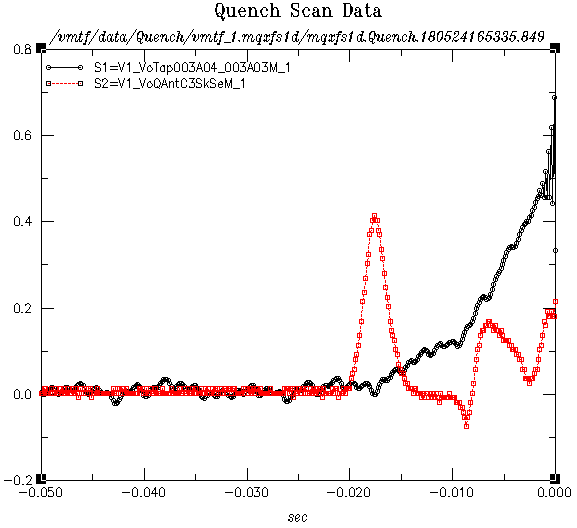 Quench Scan Data
/vmtf/data/Quench/vmtf_1.mqxfs1d/mqxfs1d.Quench.180524165335.849
S1=V1_VoTap003A04_003A03M_1
S2=V1_VoQAntC3SkSeM_1
0.8
0.6
0.4
0.2
0.0
-0.2
-0.050 -0.040 -0.030 -0.020 -0.010 0.000
sec